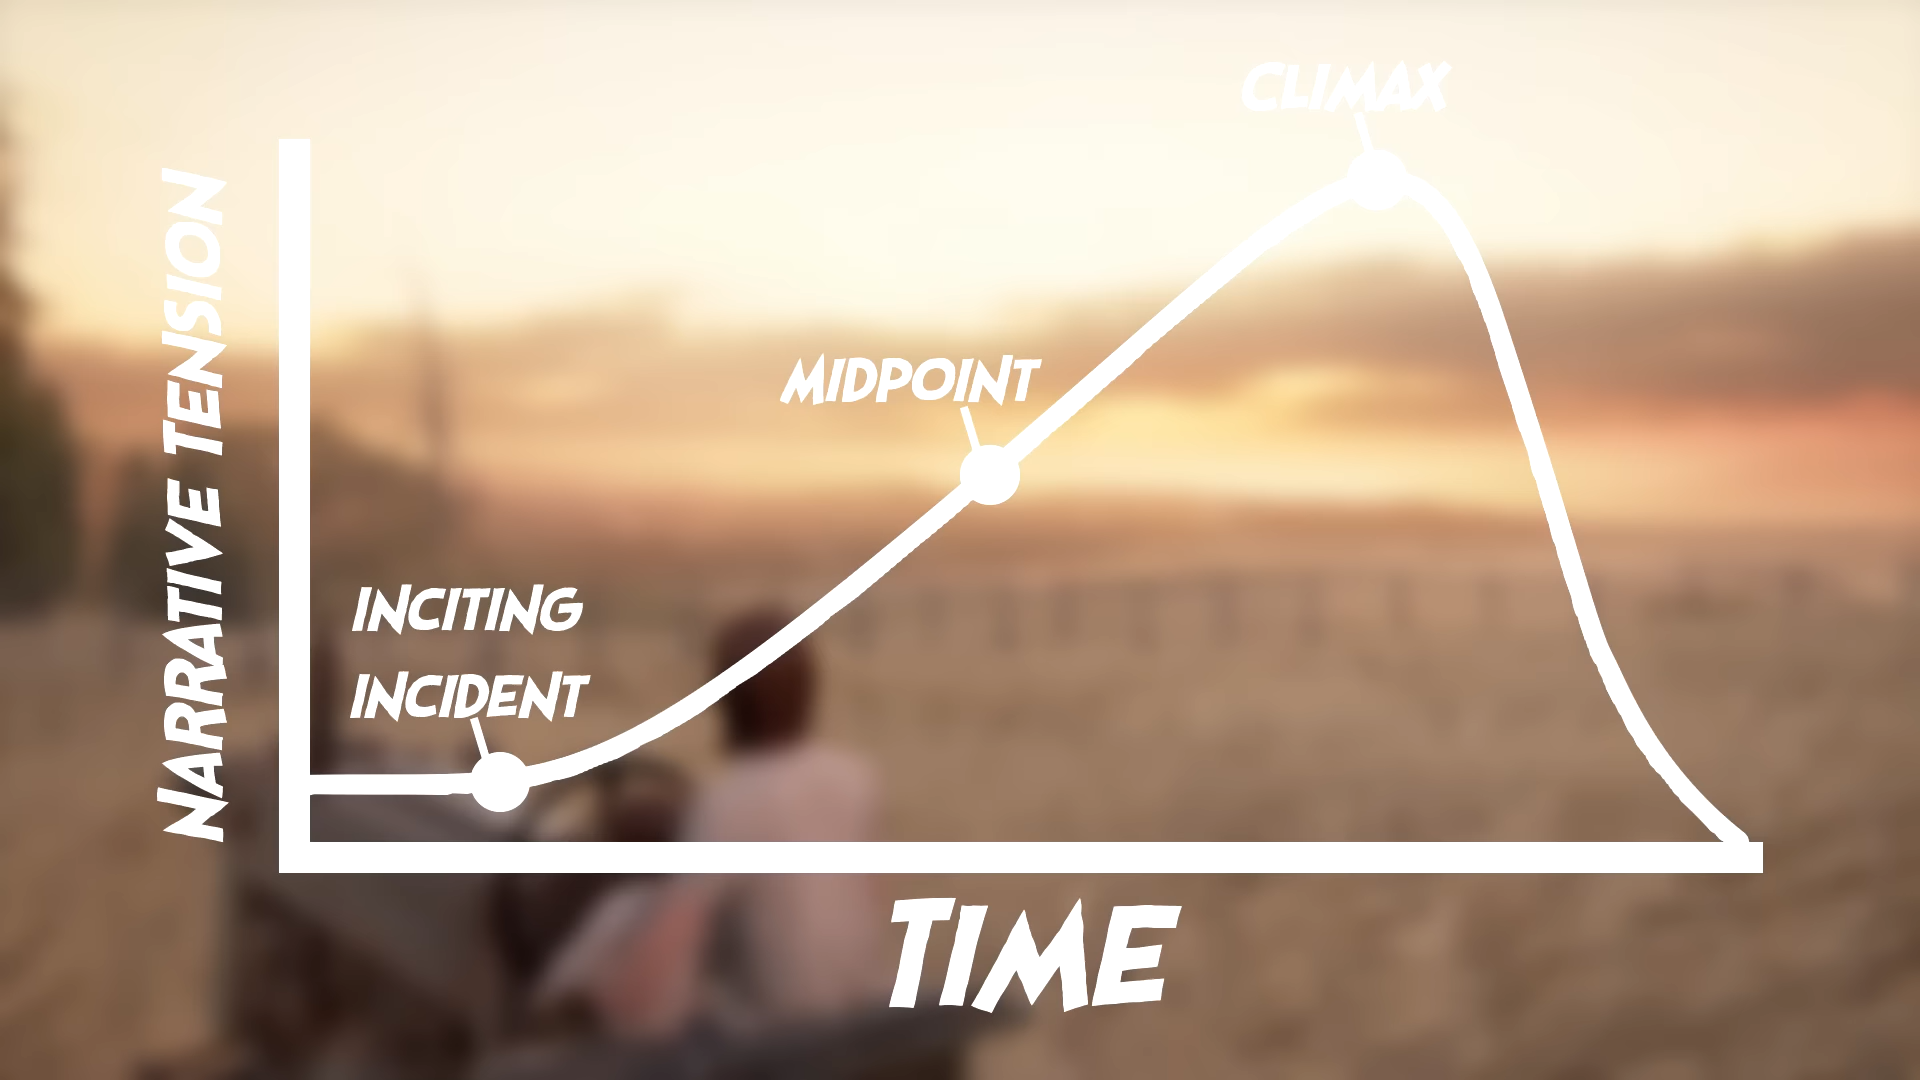 CLIMAX
NARRATIVE TENSION
MIDPOINT
INCITING
INCIDENT
TIME